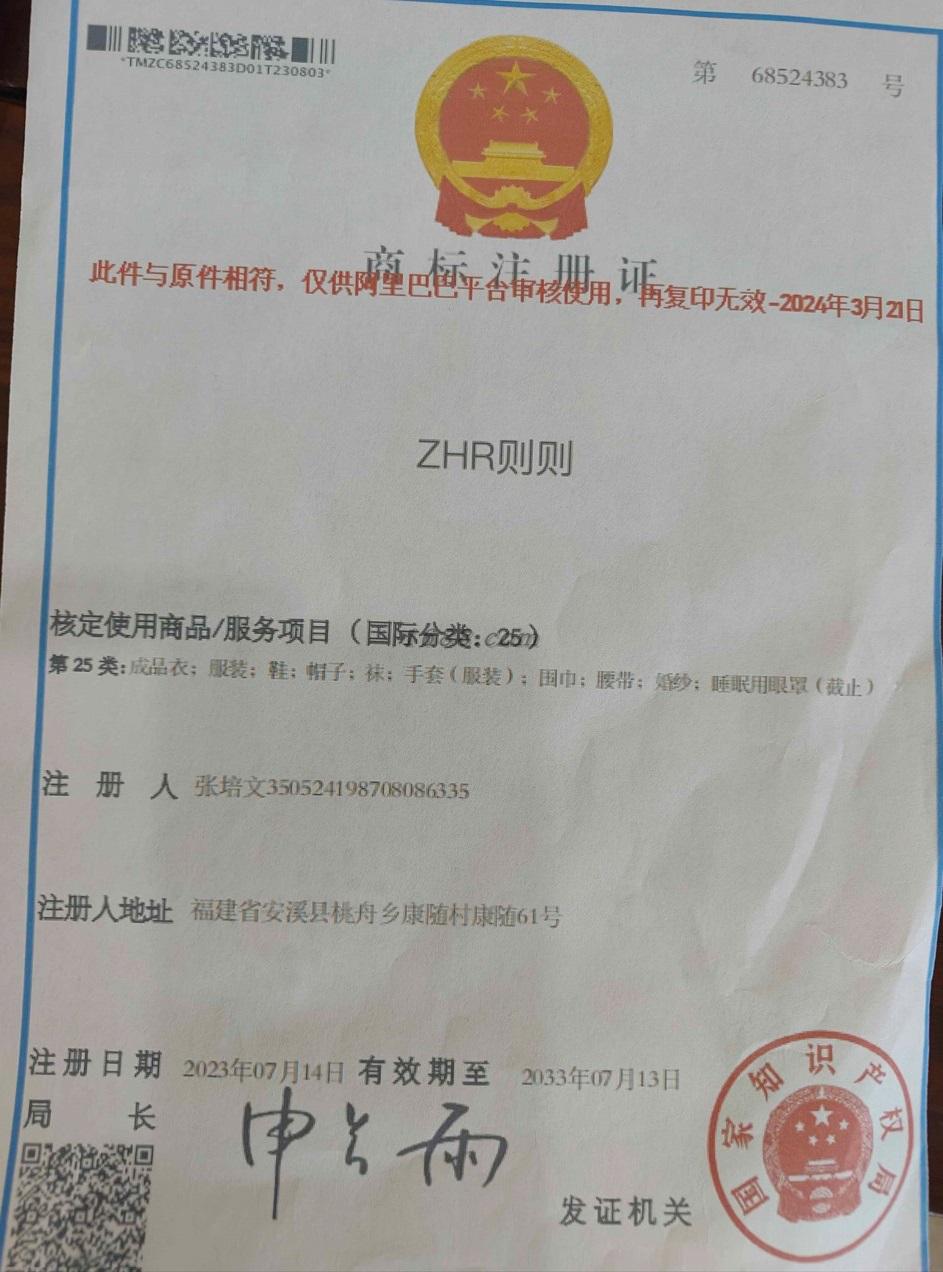 *TMZC68524383D01T230803*
第 68524383 号
商标注册证
此件与原件相符，仅供阿里巴巴平台审核使用，再复印无效-2024年3月21日
ZHR则则
核定使用商品/服务项目（国际分类：25）
第25类:成品衣；服装；鞋；帽子；袜；手套（服装）；围巾；腰带；婚纱；睡眠用眼罩（截止）
注册人 张培文350524198708086335
注册人地址 福建省安溪县桃舟乡康随村康随61号
注册日期 2023年07月14日 有效期至 2033年07月13日
局长 申长雨
发证机关
国家知识产权局